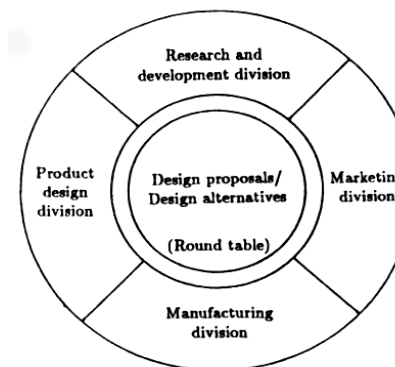 Research and
development division
Product
design
division
Design proposals/
Design alternatives
(Round table)
Marketin
division
Manufacturing
division